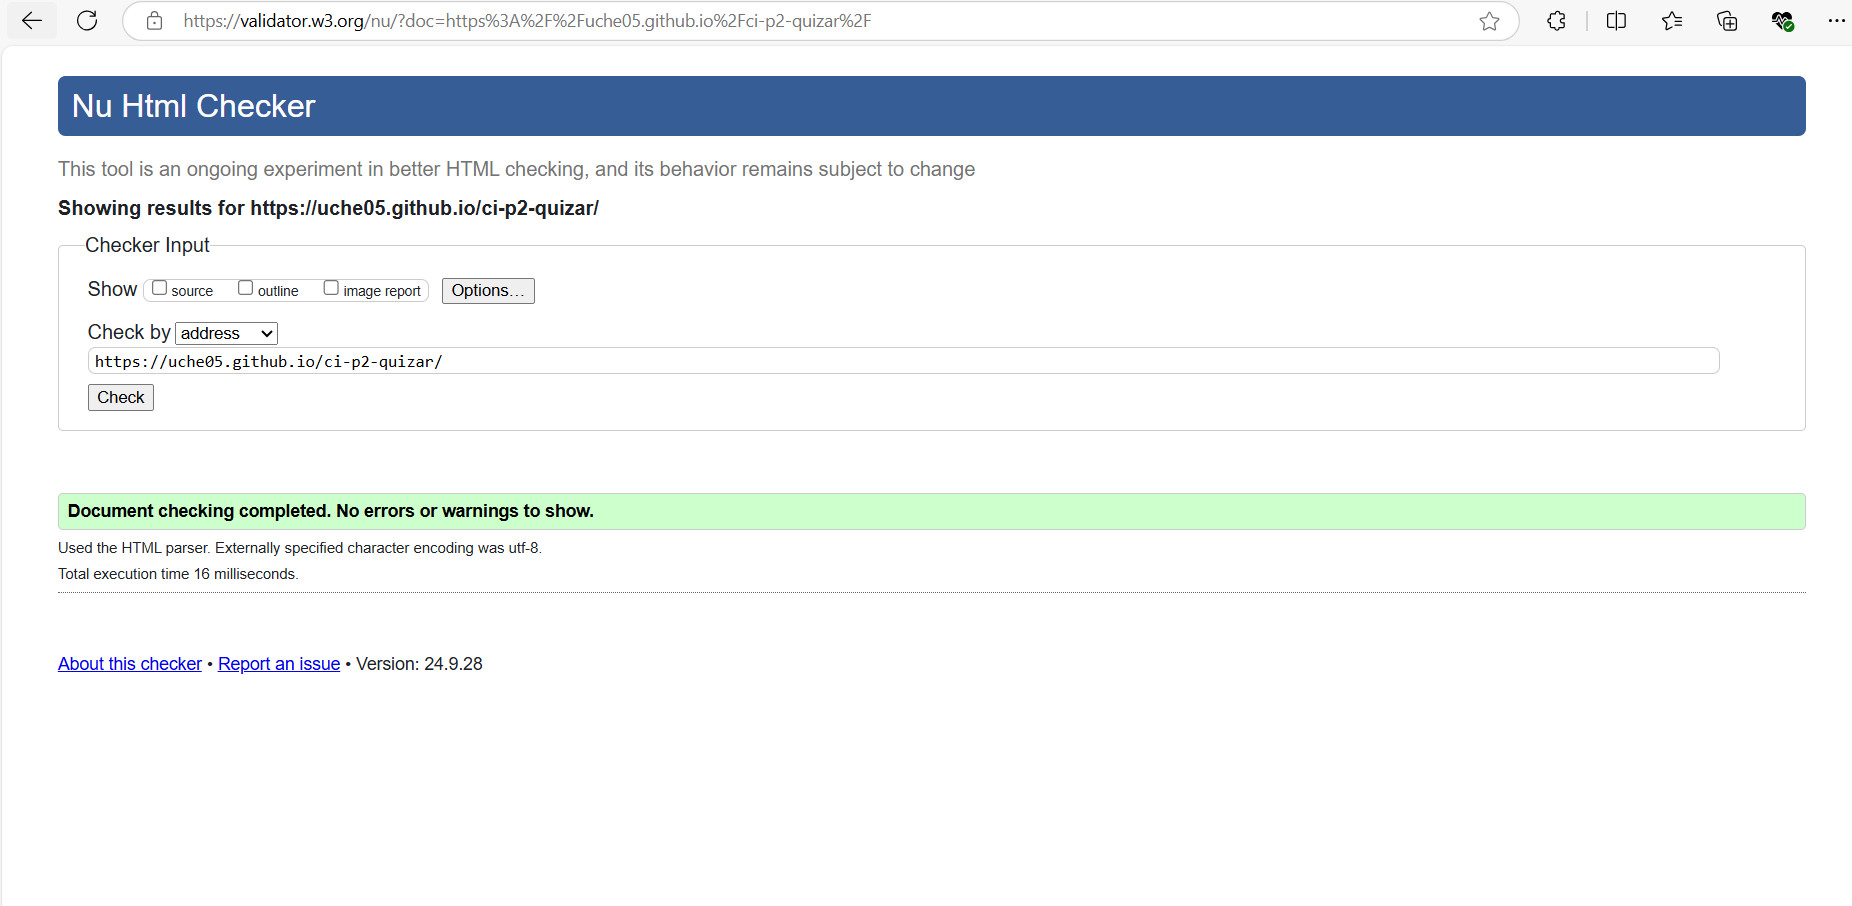 https://validator.w3.org/nu/?doc=https%3A%2F%2Fuche05.github.io%2Fci-p2-quizar%2F
Nu Html Checker
This tool is an ongoing experiment in better HTML checking, and its behavior remains subject to change
Showing results for https://uche05.github.io/ci-p2-quizar/
Checker Input
Show source outline image report Options...
Check by address
https://uche05.github.io/ci-p2-quizar/
Check
Document checking completed. No errors or warnings to show.
Used the HTML parser. Externally specified character encoding was utf-8.
Total execution time 16 milliseconds.
About this checker • Report an issue • Version: 24.9.28